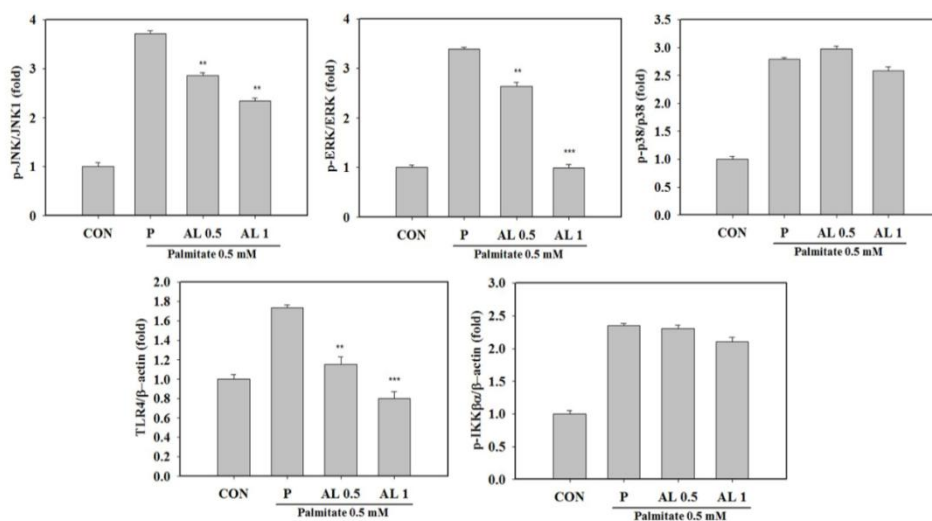 p-JNK/JNK1 (fold)
4
3
2
1
0
**
**
CON
P
AL 0.5
AL 1
Palmitate 0.5 mM
p-ERK/ERK (fold)
4
3
2
1
0
**
***
CON
P
AL 0.5
AL 1
Palmitate 0.5 mM
p-p38/p38 (fold)
3.5
3.0
2.5
2.0
1.5
1.0
0.5
0.0
CON
P
AL 0.5
AL 1
Palmitate 0.5 mM
TLR4/β-actin (fold)
2.0
1.8
1.6
1.4
1.2
1.0
0.8
0.6
0.4
0.2
0.0
**
***
CON
P
AL 0.5
AL 1
Palmitate 0.5 mM
p-IKKβα/β-actin (fold)
3.0
2.5
2.0
1.5
1.0
0.5
0.0
CON
P
AL 0.5
AL 1
Palmitate 0.5 mM